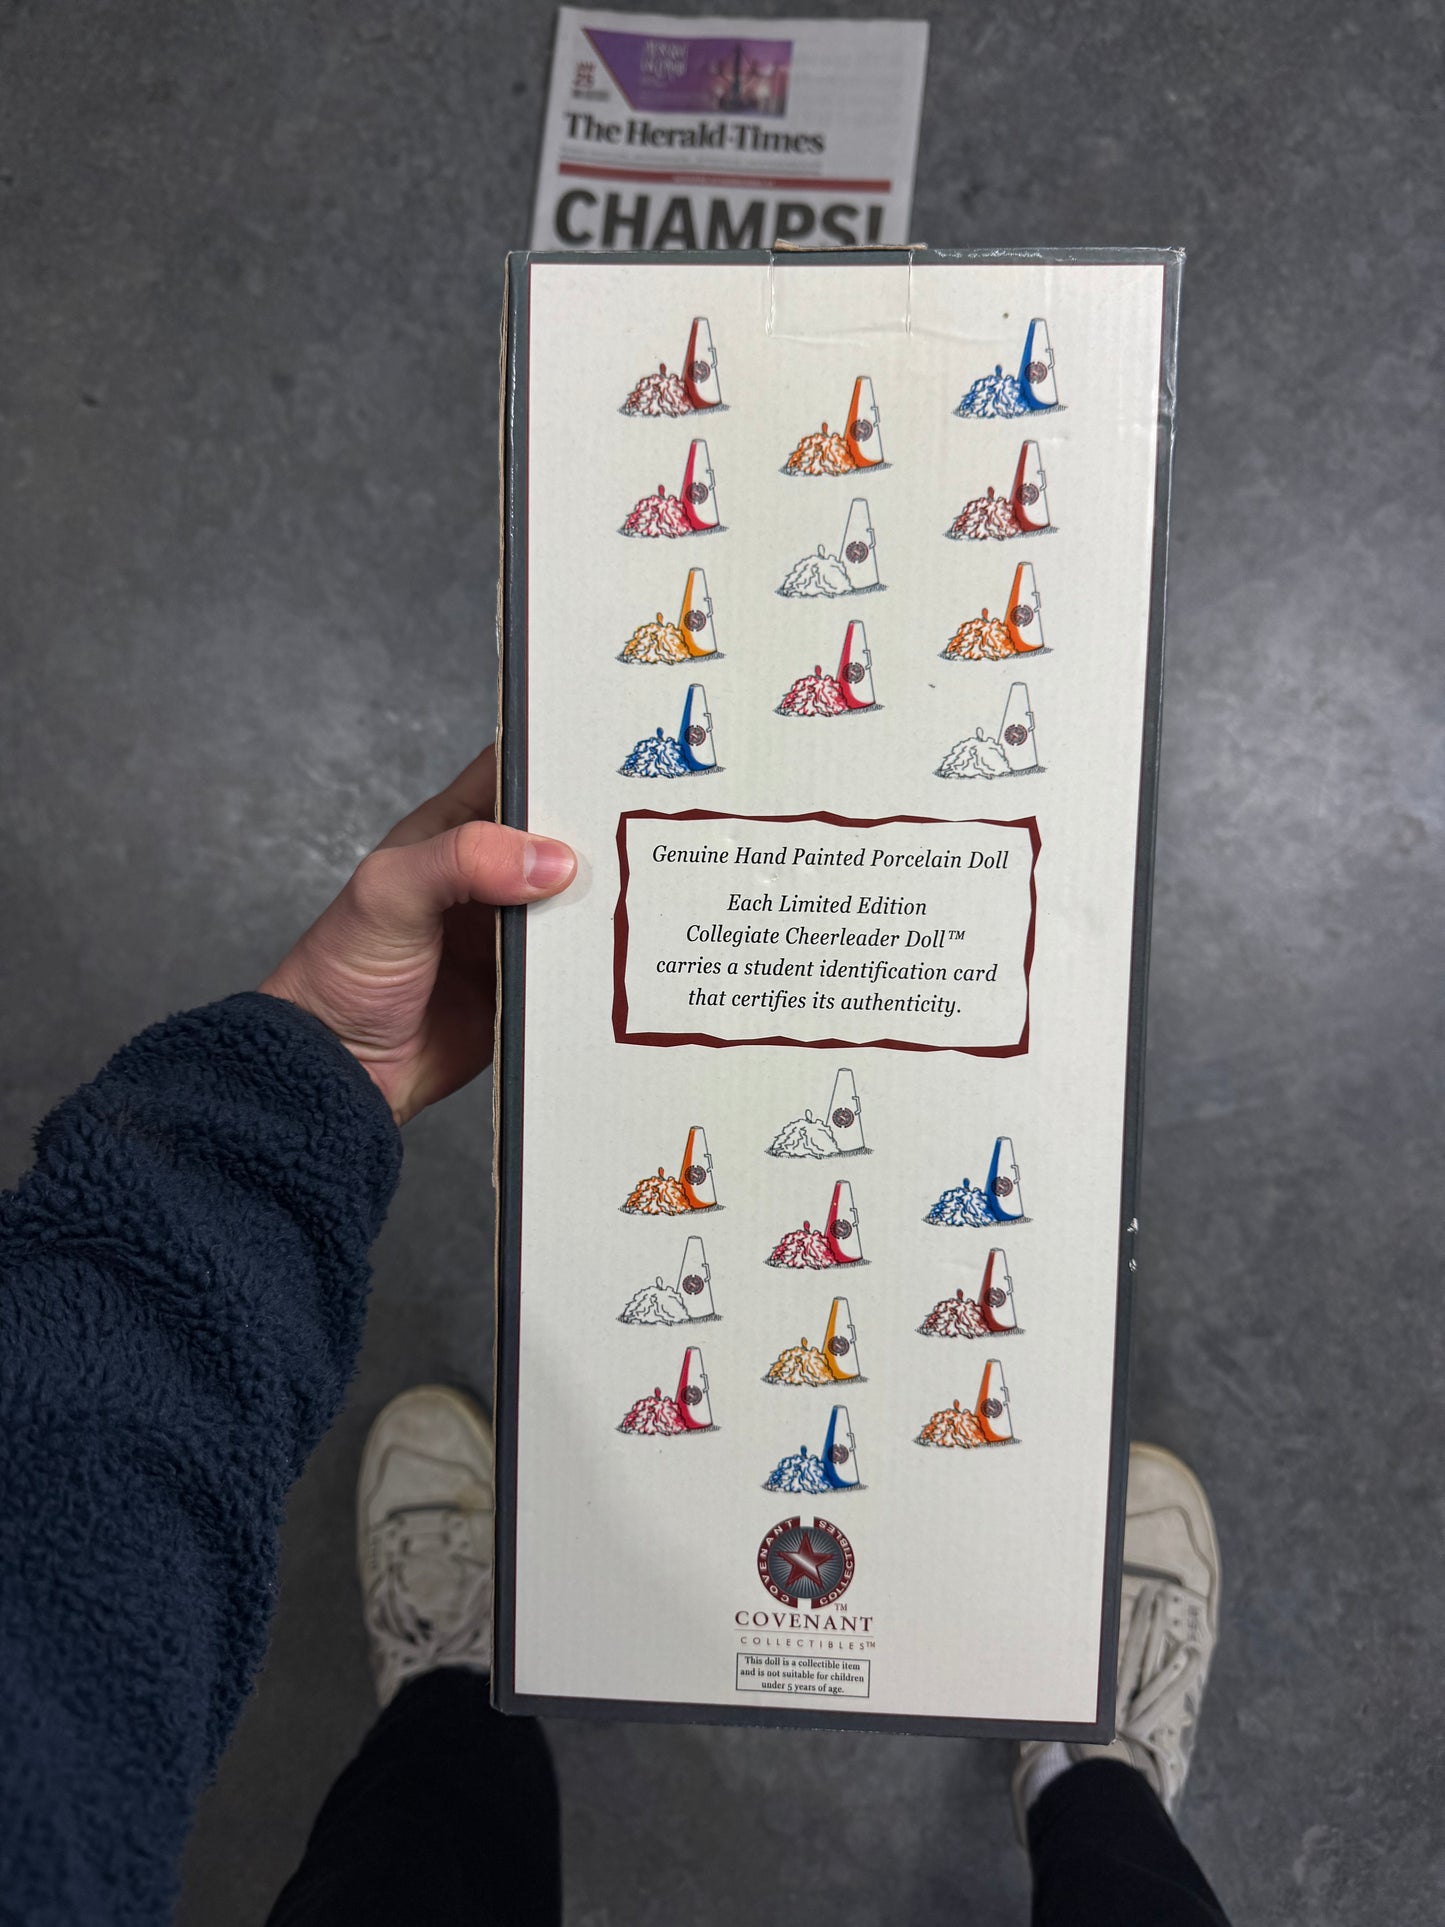 The Herald-Times
CHAMPS!
Genuine Hand Painted Porcelain Doll
Each Limited Edition
Collegiate Cheerleader Doll™
carries a student identification card
that certifies its authenticity.
COVENANT COLLECTIBLES
TM
COVENANT
COLLECTIBLES™
This doll is a collectible item
and is not suitable for children
under 5 years of age.